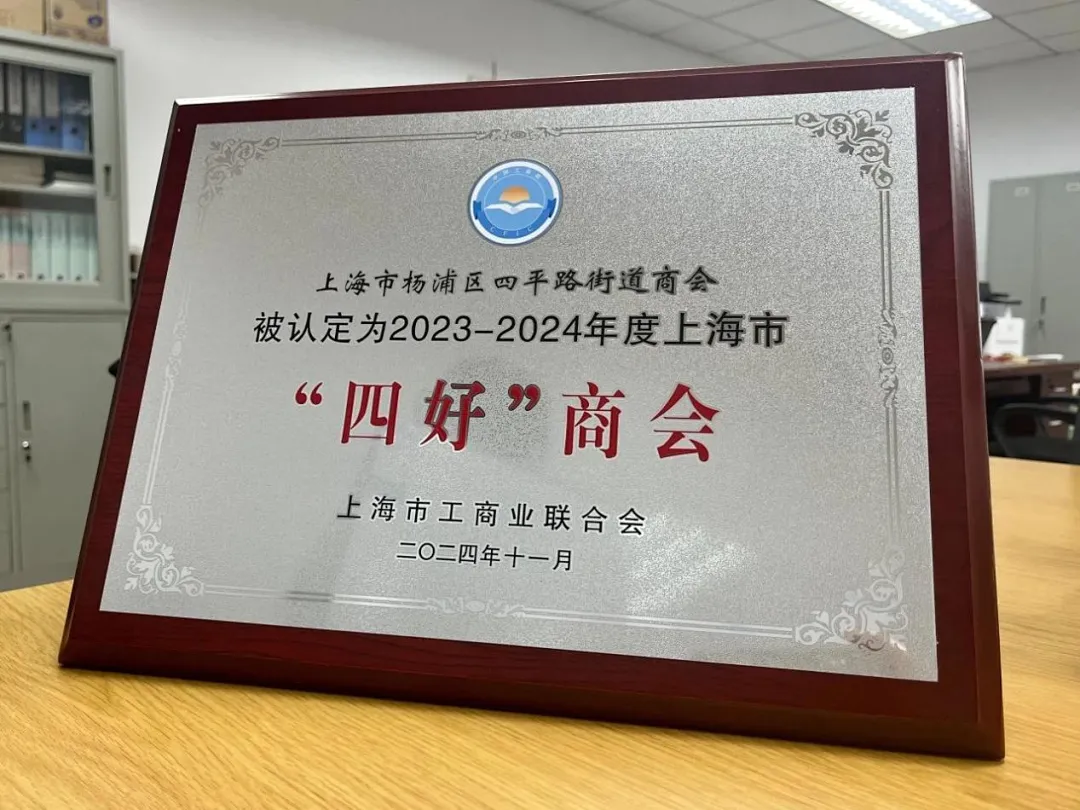 上海市杨浦区四平路街道商会
被认定为2023-2024年度上海市
“四好”商会
上海市工商业联合会
二〇二四年十一月